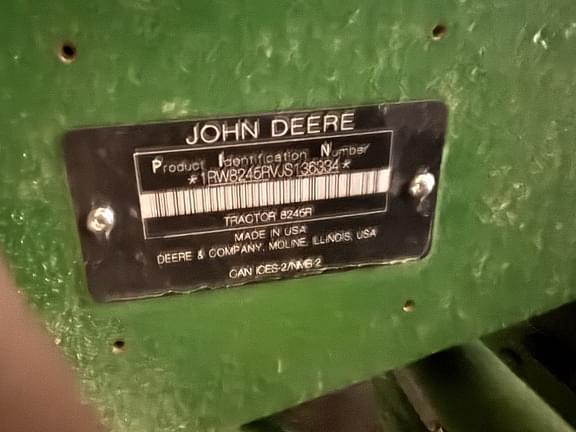 JOHN DEERE
Product Identification Number
*1RW8245RVJS136334*
TRACTOR 8245R
MADE IN USA
DEERE & COMPANY, MOLINE, ILLINOIS, USA
CAN ICES-2/NMB-2